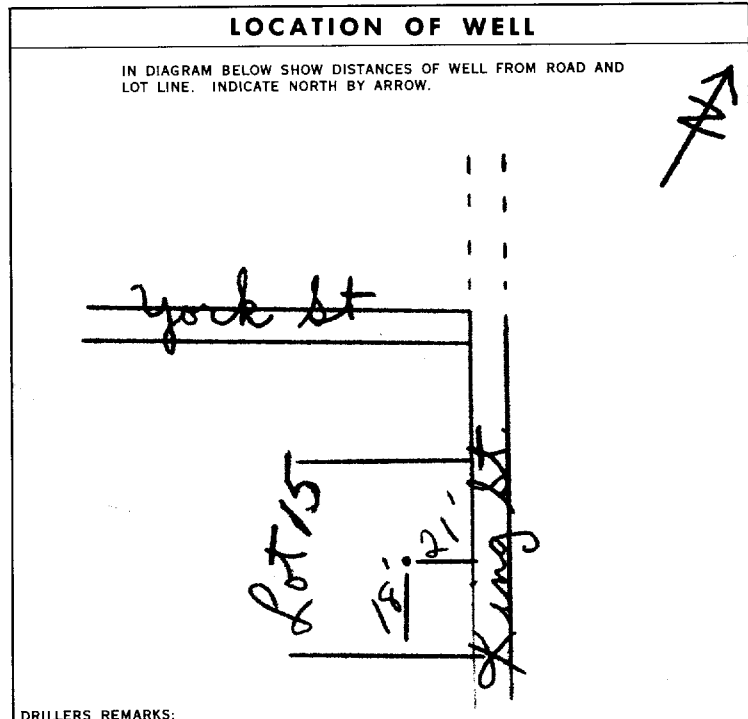 LOCATION OF WELL
IN DIAGRAM BELOW SHOW DISTANCES OF WELL FROM ROAD AND
LOT LINE. INDICATE NORTH BY ARROW.
N
York St
King St.
Lot 15
21'
18'
DRILLERS REMARKS: